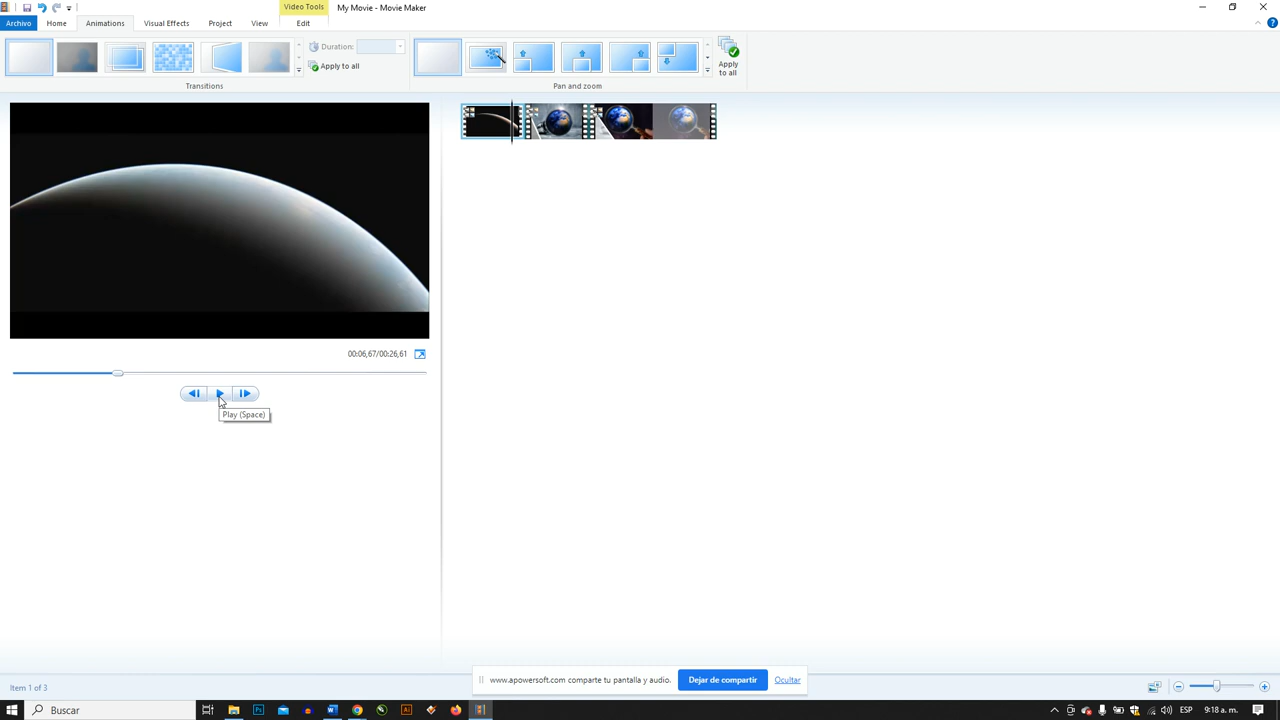 Video Tools
My Movie - Movie Maker
Archivo
Home
Animations
Visual Effects
Project
View
Edit
Duration:
Apply to all
Apply
to all
Transitions
Pan and zoom
00:06,67/00:26,61
Play (Space)
www.apowersoft.com comparte tu pantalla y audio.
Dejar de compartir
Ocultar
Item 1 of 3
Buscar
ESP
9:18 a. m.